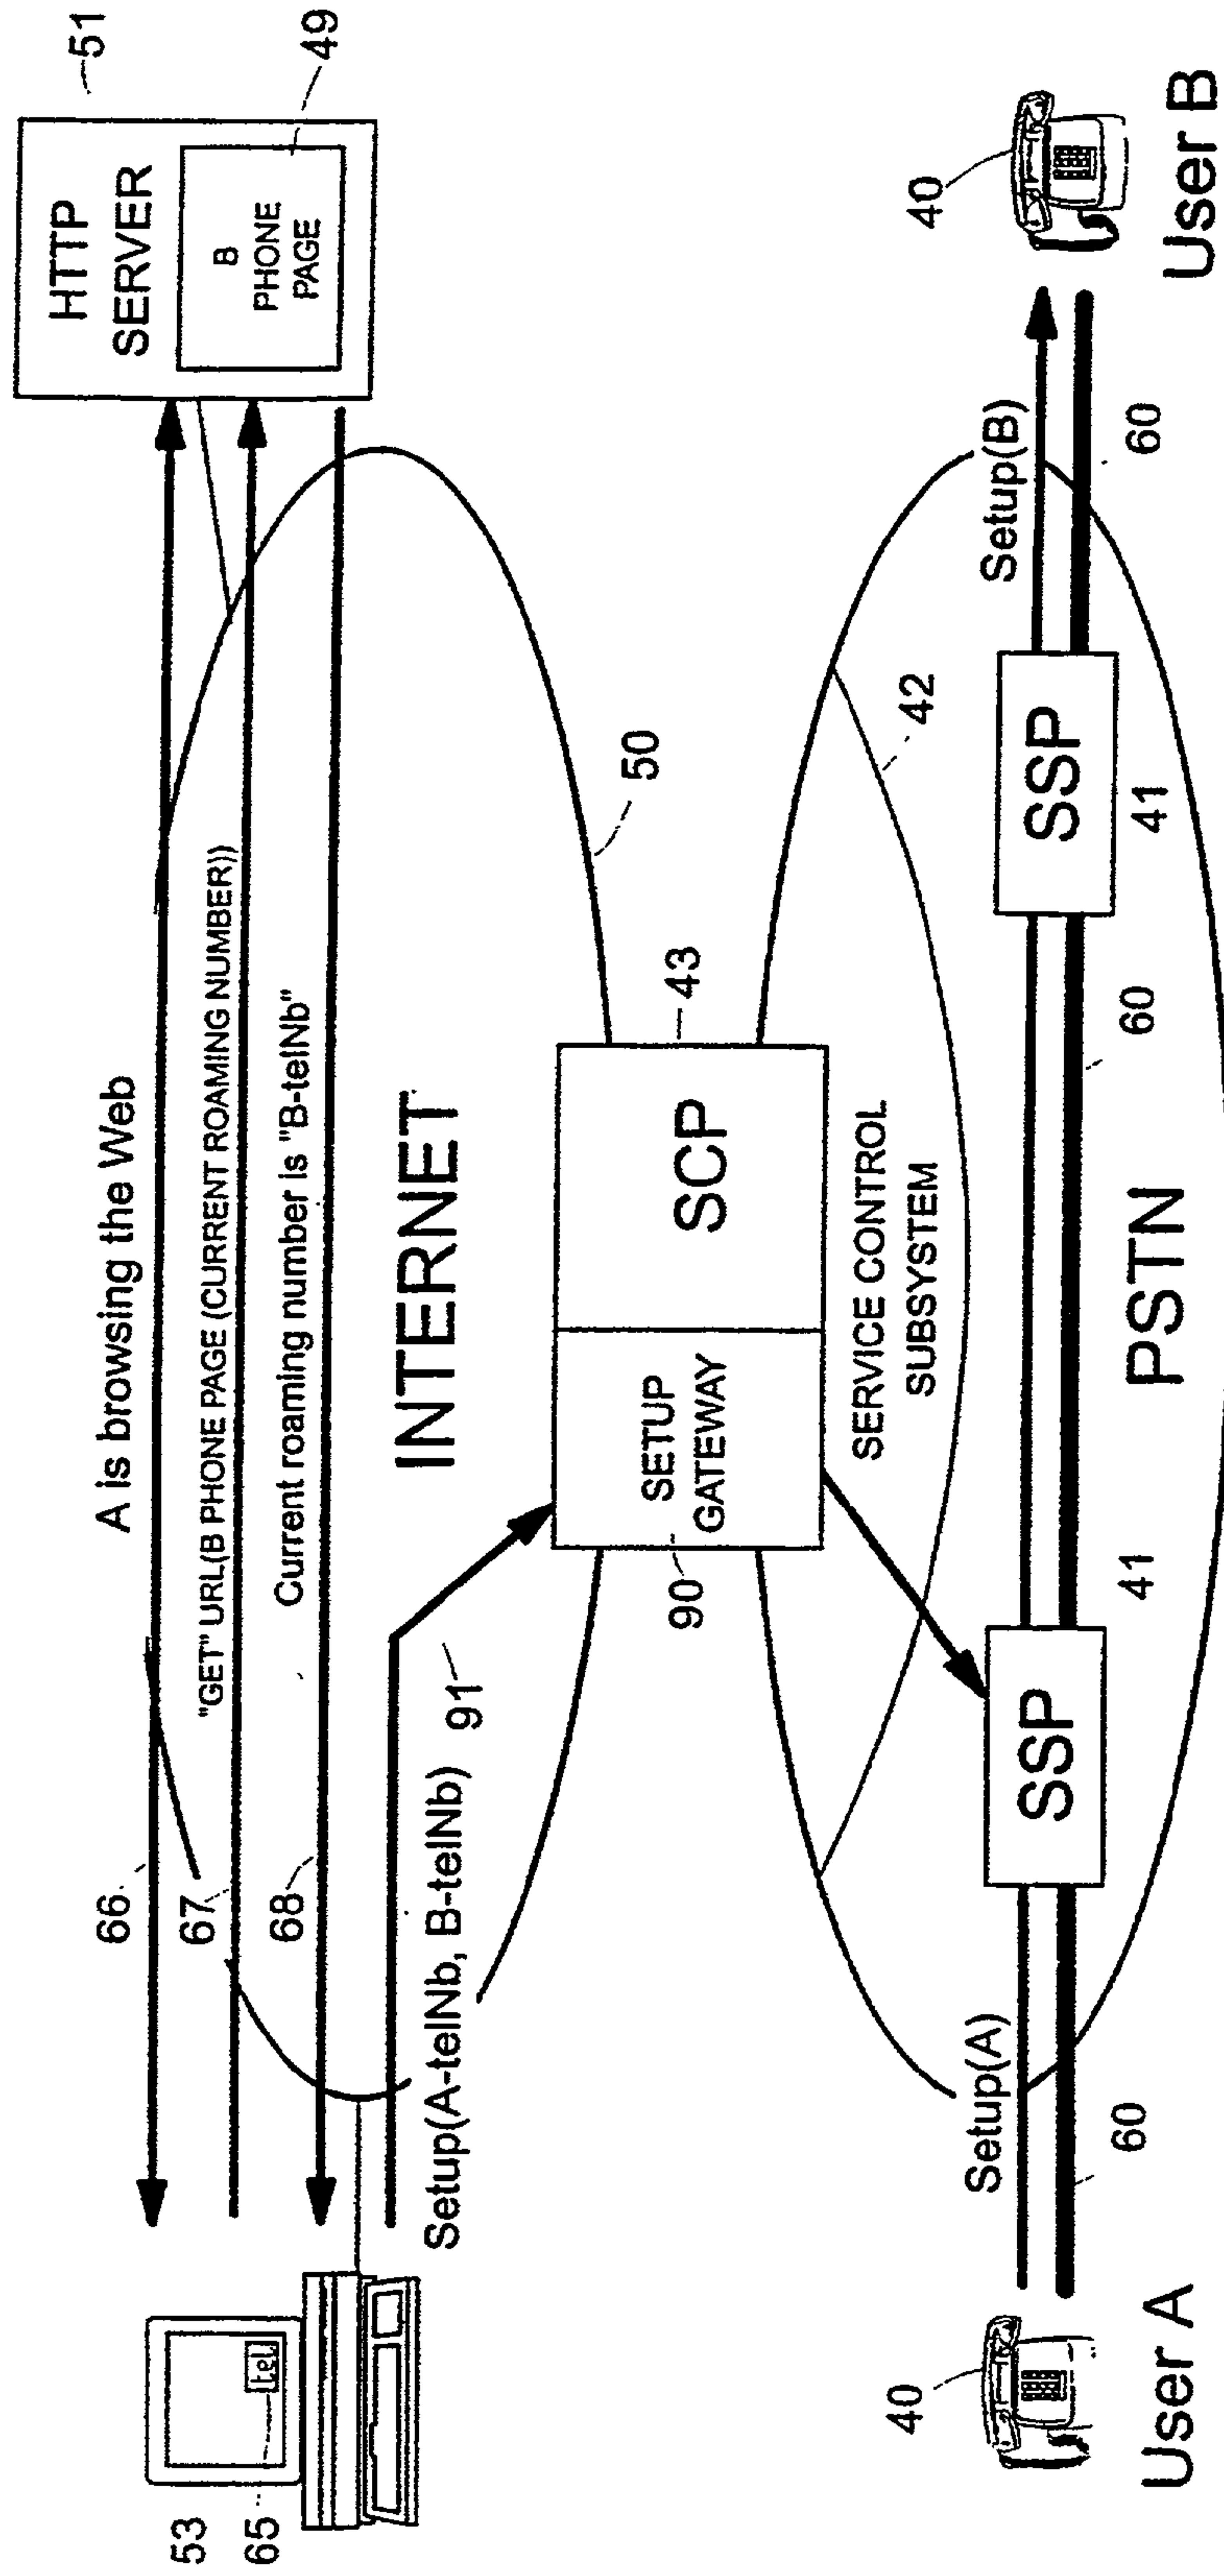 51
HTTP
SERVER
49
B
PHONE
PAGE
A is browsing the Web
66
"GET" URL(B PHONE PAGE (CURRENT ROAMING NUMBER))
67
Current roaming number is "B-telNb"
68
53
65
tel
INTERNET
Setup(A-telNb, B-telNb)
91
50
SETUP
GATEWAY
90
SCP
43
SERVICE CONTROL
SUBSYSTEM
42
40
Setup(A)
SSP
41
60
SSP
41
Setup(B)
40
60
60
PSTN
User A
User B